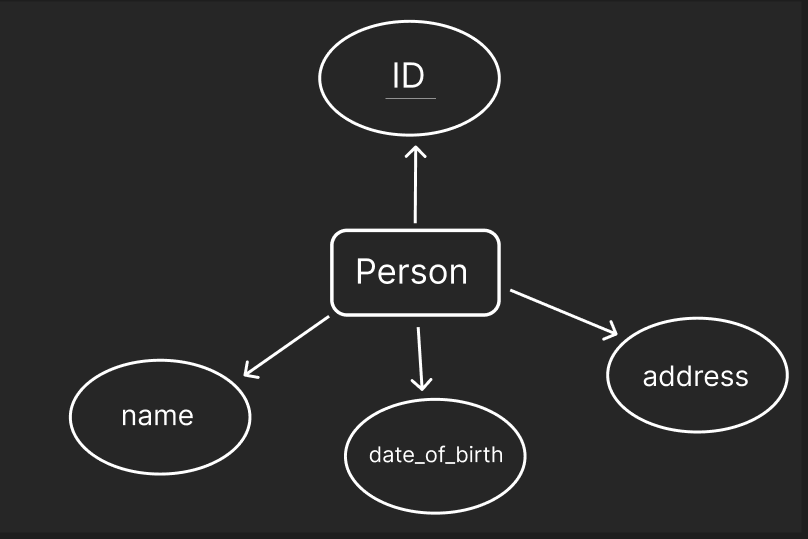 ID
Person
address
name
date_of_birth